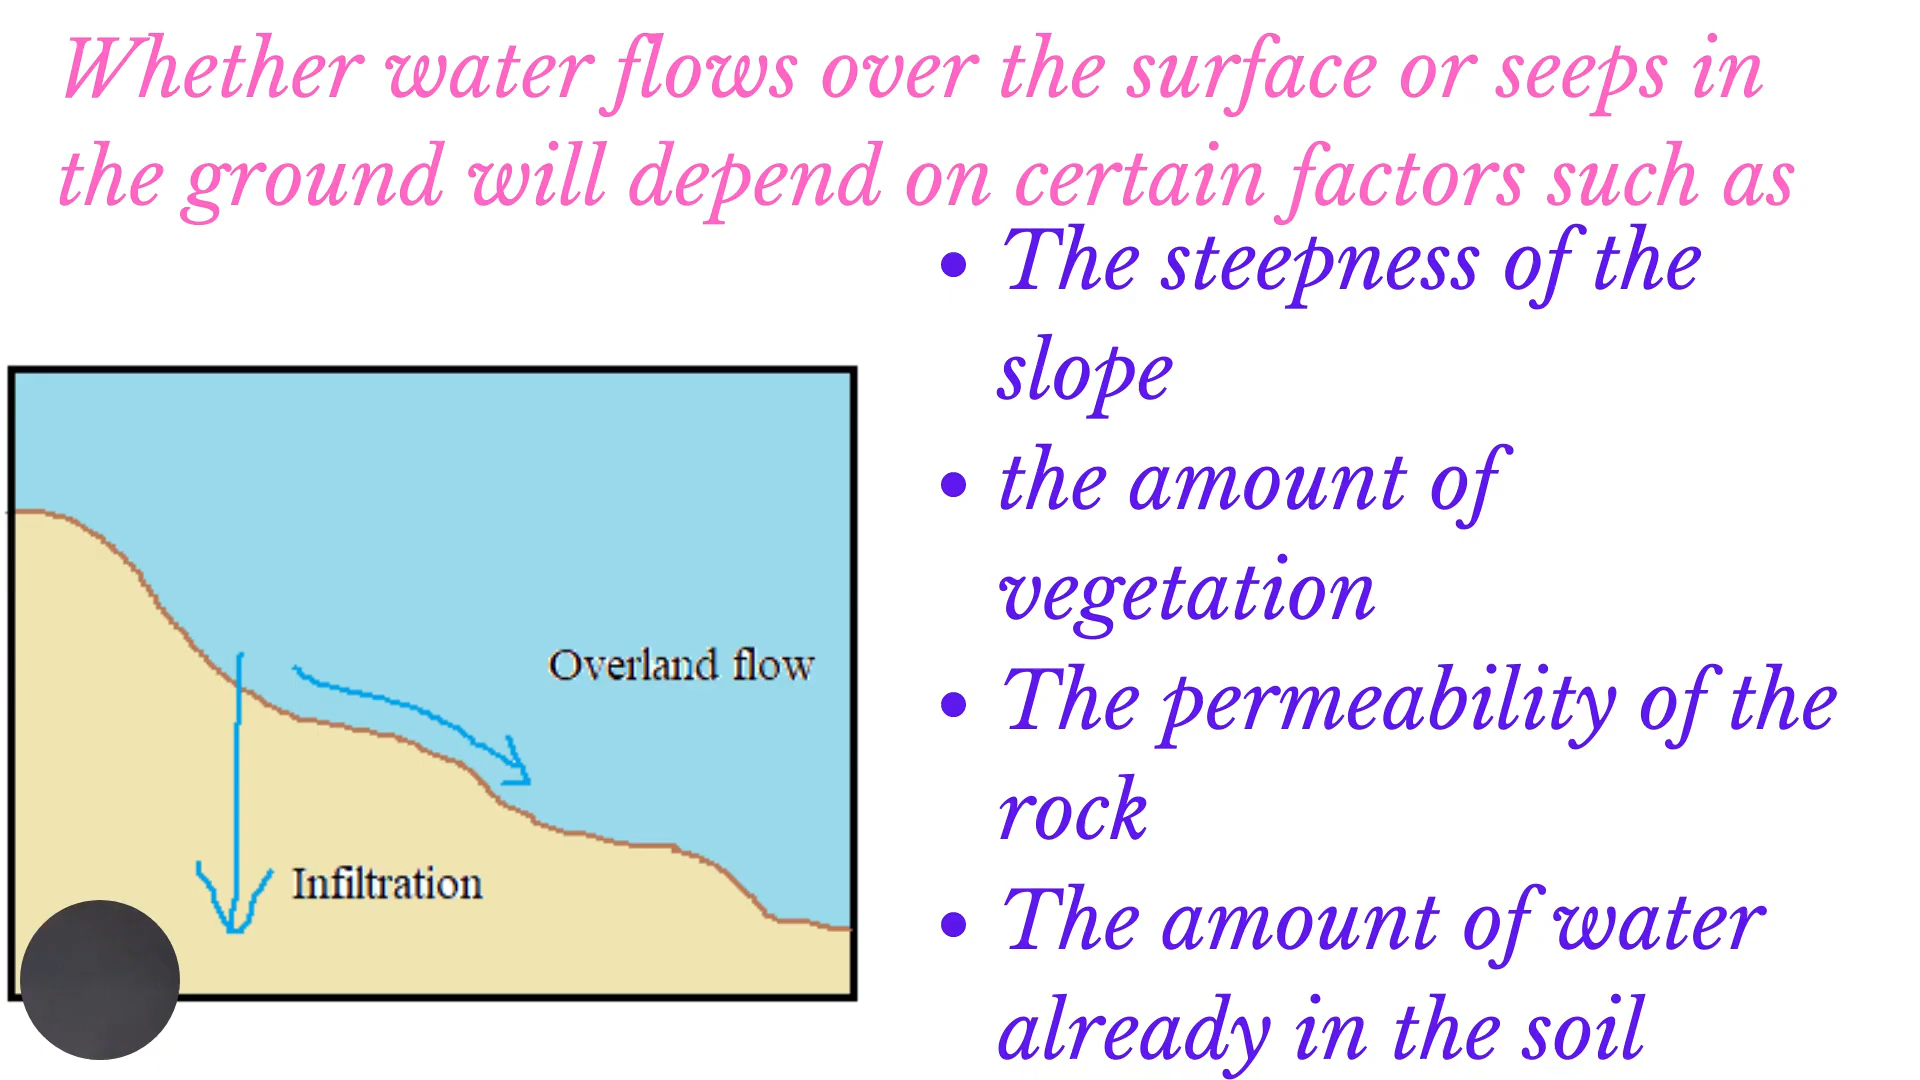 Whether water flows over the surface or seeps in
the ground will depend on certain factors such as
• The steepness of the
slope
• the amount of
vegetation
• The permeability of the
rock
• The amount of water
already in the soil
Overland flow
Infiltration